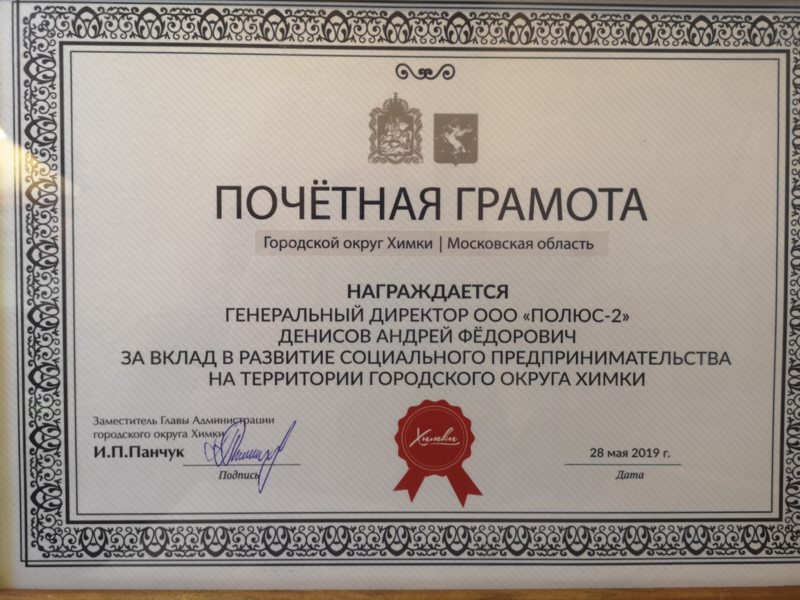 ПОЧЁТНАЯ ГРАМОТА
Городской округ Химки | Московская область
НАГРАЖДАЕТСЯ
ГЕНЕРАЛЬНЫЙ ДИРЕКТОР ООО «ПОЛЮС-2»
ДЕНИСОВ АНДРЕЙ ФЁДОРОВИЧ
ЗА ВКЛАД В РАЗВИТИЕ СОЦИАЛЬНОГО ПРЕДПРИНИМАТЕЛЬСТВА
НА ТЕРРИТОРИИ ГОРОДСКОГО ОКРУГА ХИМКИ
Заместитель Главы Администрации
городского округа Химки
И.П.Панчук
Подпись
Химки
28 мая 2019 г.
Дата